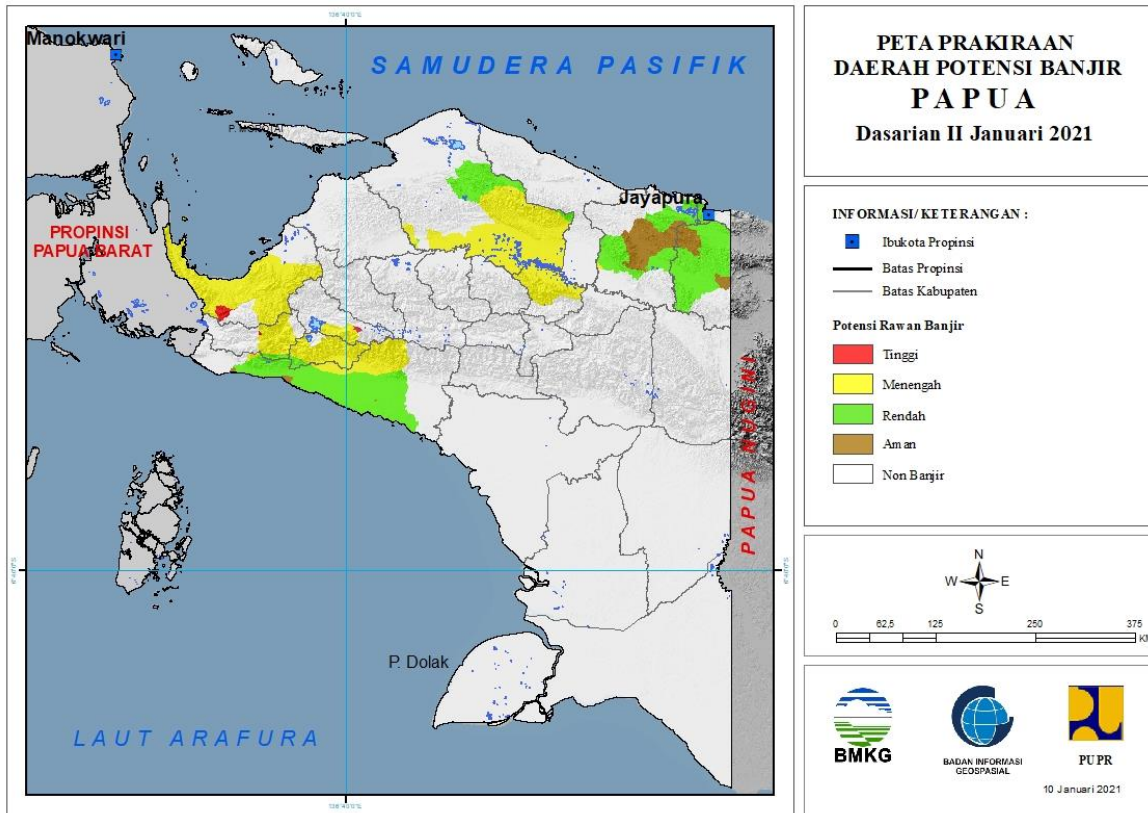 Manokwari
SAMUDERA PASIFIK
Jayapura
PROPINSI
PAPUA BARAT
PAPUA NUGINI
P. Dolak
LAUT ARAFURA
PETA PRAKIRAAN
DAERAH POTENSI BANJIR
PAPUA
Dasarian II Januari 2021
INFORMASI/ KETERANGAN :
Ibukota Propinsi
Batas Propinsi
Batas Kabupaten
Potensi Rawan Banjir
Tinggi
Menengah
Rendah
Aman
Non Banjir
N
W E
S
0 62,5 125 250 375
BMKG
BADAN INFORMASI
GEOSPASIAL
PUPR
10 Januari 2021